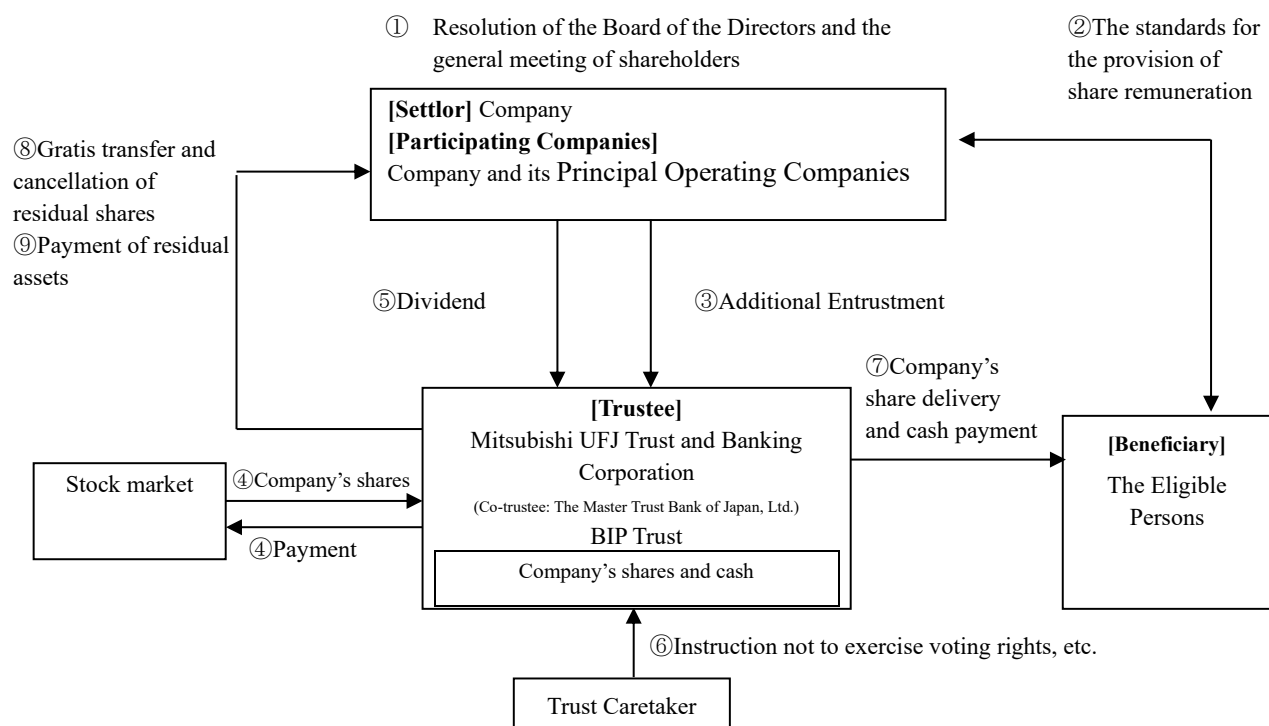 ① Resolution of the Board of the Directors and the
general meeting of shareholders
②The standards for
the provision of
share remuneration
[Settlor] Company
[Participating Companies]
Company and its Principal Operating Companies
⑧Gratis transfer and
cancellation of
residual shares
⑨Payment of residual
assets
⑤Dividend
③Additional Entrustment
⑦Company’s
share delivery
and cash payment
[Trustee]
Mitsubishi UFJ Trust and Banking
Corporation
(Co-trustee: The Master Trust Bank of Japan, Ltd.)
BIP Trust
Company’s shares and cash
[Beneficiary]
The Eligible
Persons
Stock market
④Company’s shares
④Payment
⑥Instruction not to exercise voting rights, etc.
Trust Caretaker